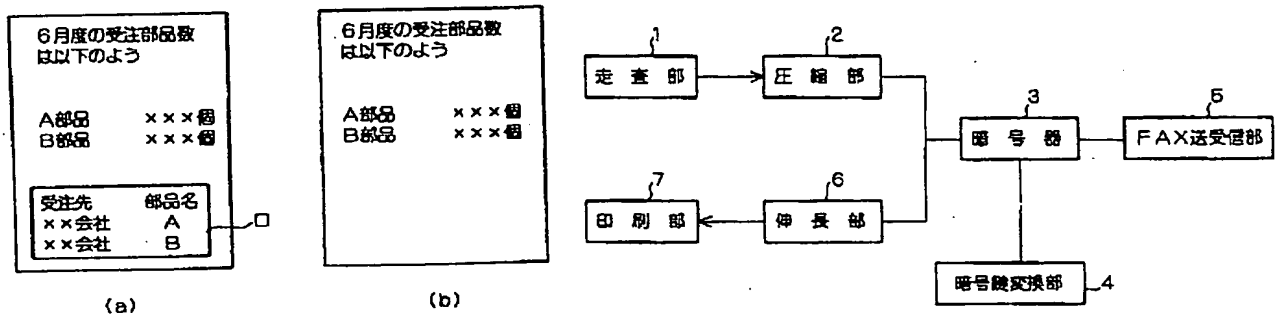 6月度の受注部品数
は以下のよう
A部品 ×××個
B部品 ×××個
受注先 部品名
××会社 A
××会社 B
ロ
(a)
6月度の受注部品数
は以下のよう
A部品 ×××個
B部品 ×××個
(b)
1
走査部
2
圧縮部
3
暗号器
5
FAX送受信部
7
印刷部
6
伸長部
暗号鍵変換部
4